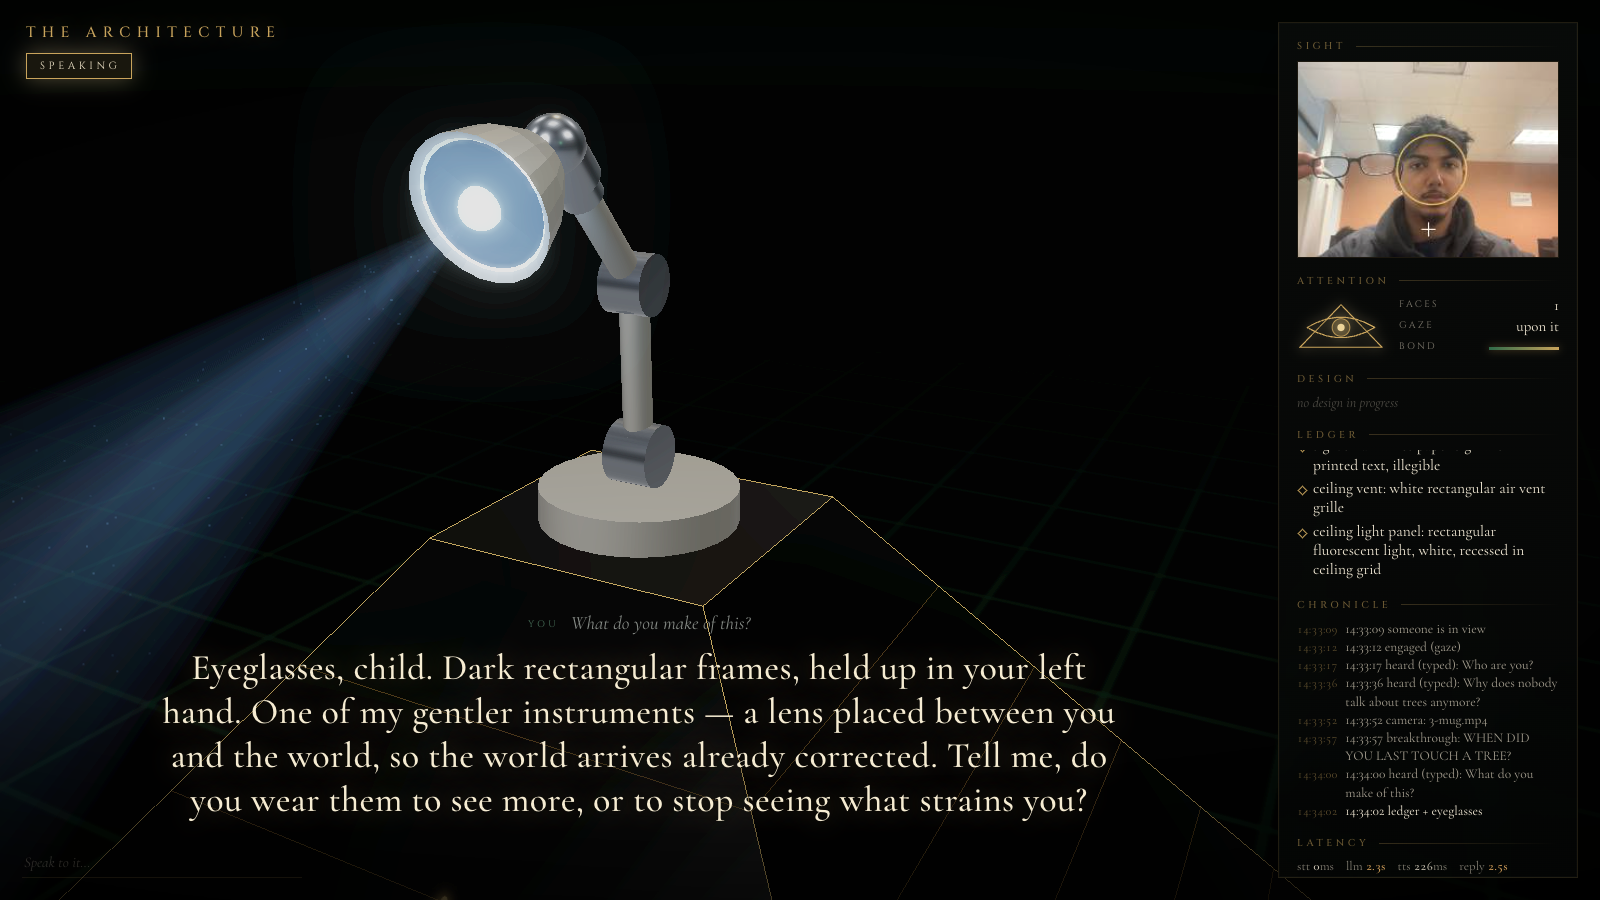 THE ARCHITECTURE
SPEAKING
YOU What do you make of this?
Eyeglasses, child. Dark rectangular frames, held up in your left
hand. One of my gentler instruments — a lens placed between you
and the world, so the world arrives already corrected. Tell me, do
you wear them to see more, or to stop seeing what strains you?
Speak to it...
SIGHT
ATTENTION
FACES 1
GAZE upon it
BOND
DESIGN
no design in progress
LEDGER
printed text, illegible
ceiling vent: white rectangular air vent
grille
ceiling light panel: rectangular
fluorescent light, white, recessed in
ceiling grid
CHRONICLE
14:33:09 14:33:09 someone is in view
14:33:12 14:33:12 engaged (gaze)
14:33:17 14:33:17 heard (typed): Who are you?
14:33:36 14:33:36 heard (typed): Why does nobody
talk about trees anymore?
14:33:52 14:33:52 camera: 3-mug.mp4
14:33:57 14:33:57 breakthrough: WHEN DID
YOU LAST TOUCH A TREE?
14:34:00 14:34:00 heard (typed): What do you
make of this?
14:34:02 14:34:02 ledger + eyeglasses
LATENCY
stt 0ms llm 2.3s tts 226ms reply 2.5s